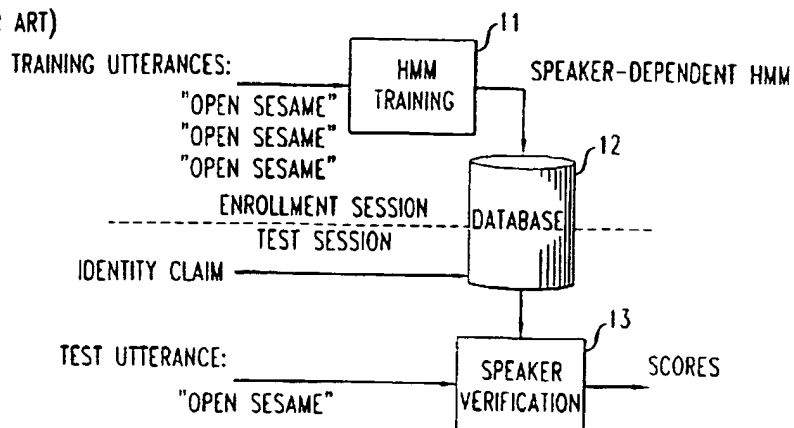 ART)
11
TRAINING UTTERANCES:
HMM
TRAINING
SPEAKER-DEPENDENT HMM
"OPEN SESAME"
"OPEN SESAME"
"OPEN SESAME"
12
ENROLLMENT SESSION
DATABASE
TEST SESSION
IDENTITY CLAIM
13
TEST UTTERANCE:
SPEAKER
VERIFICATION
SCORES
"OPEN SESAME"